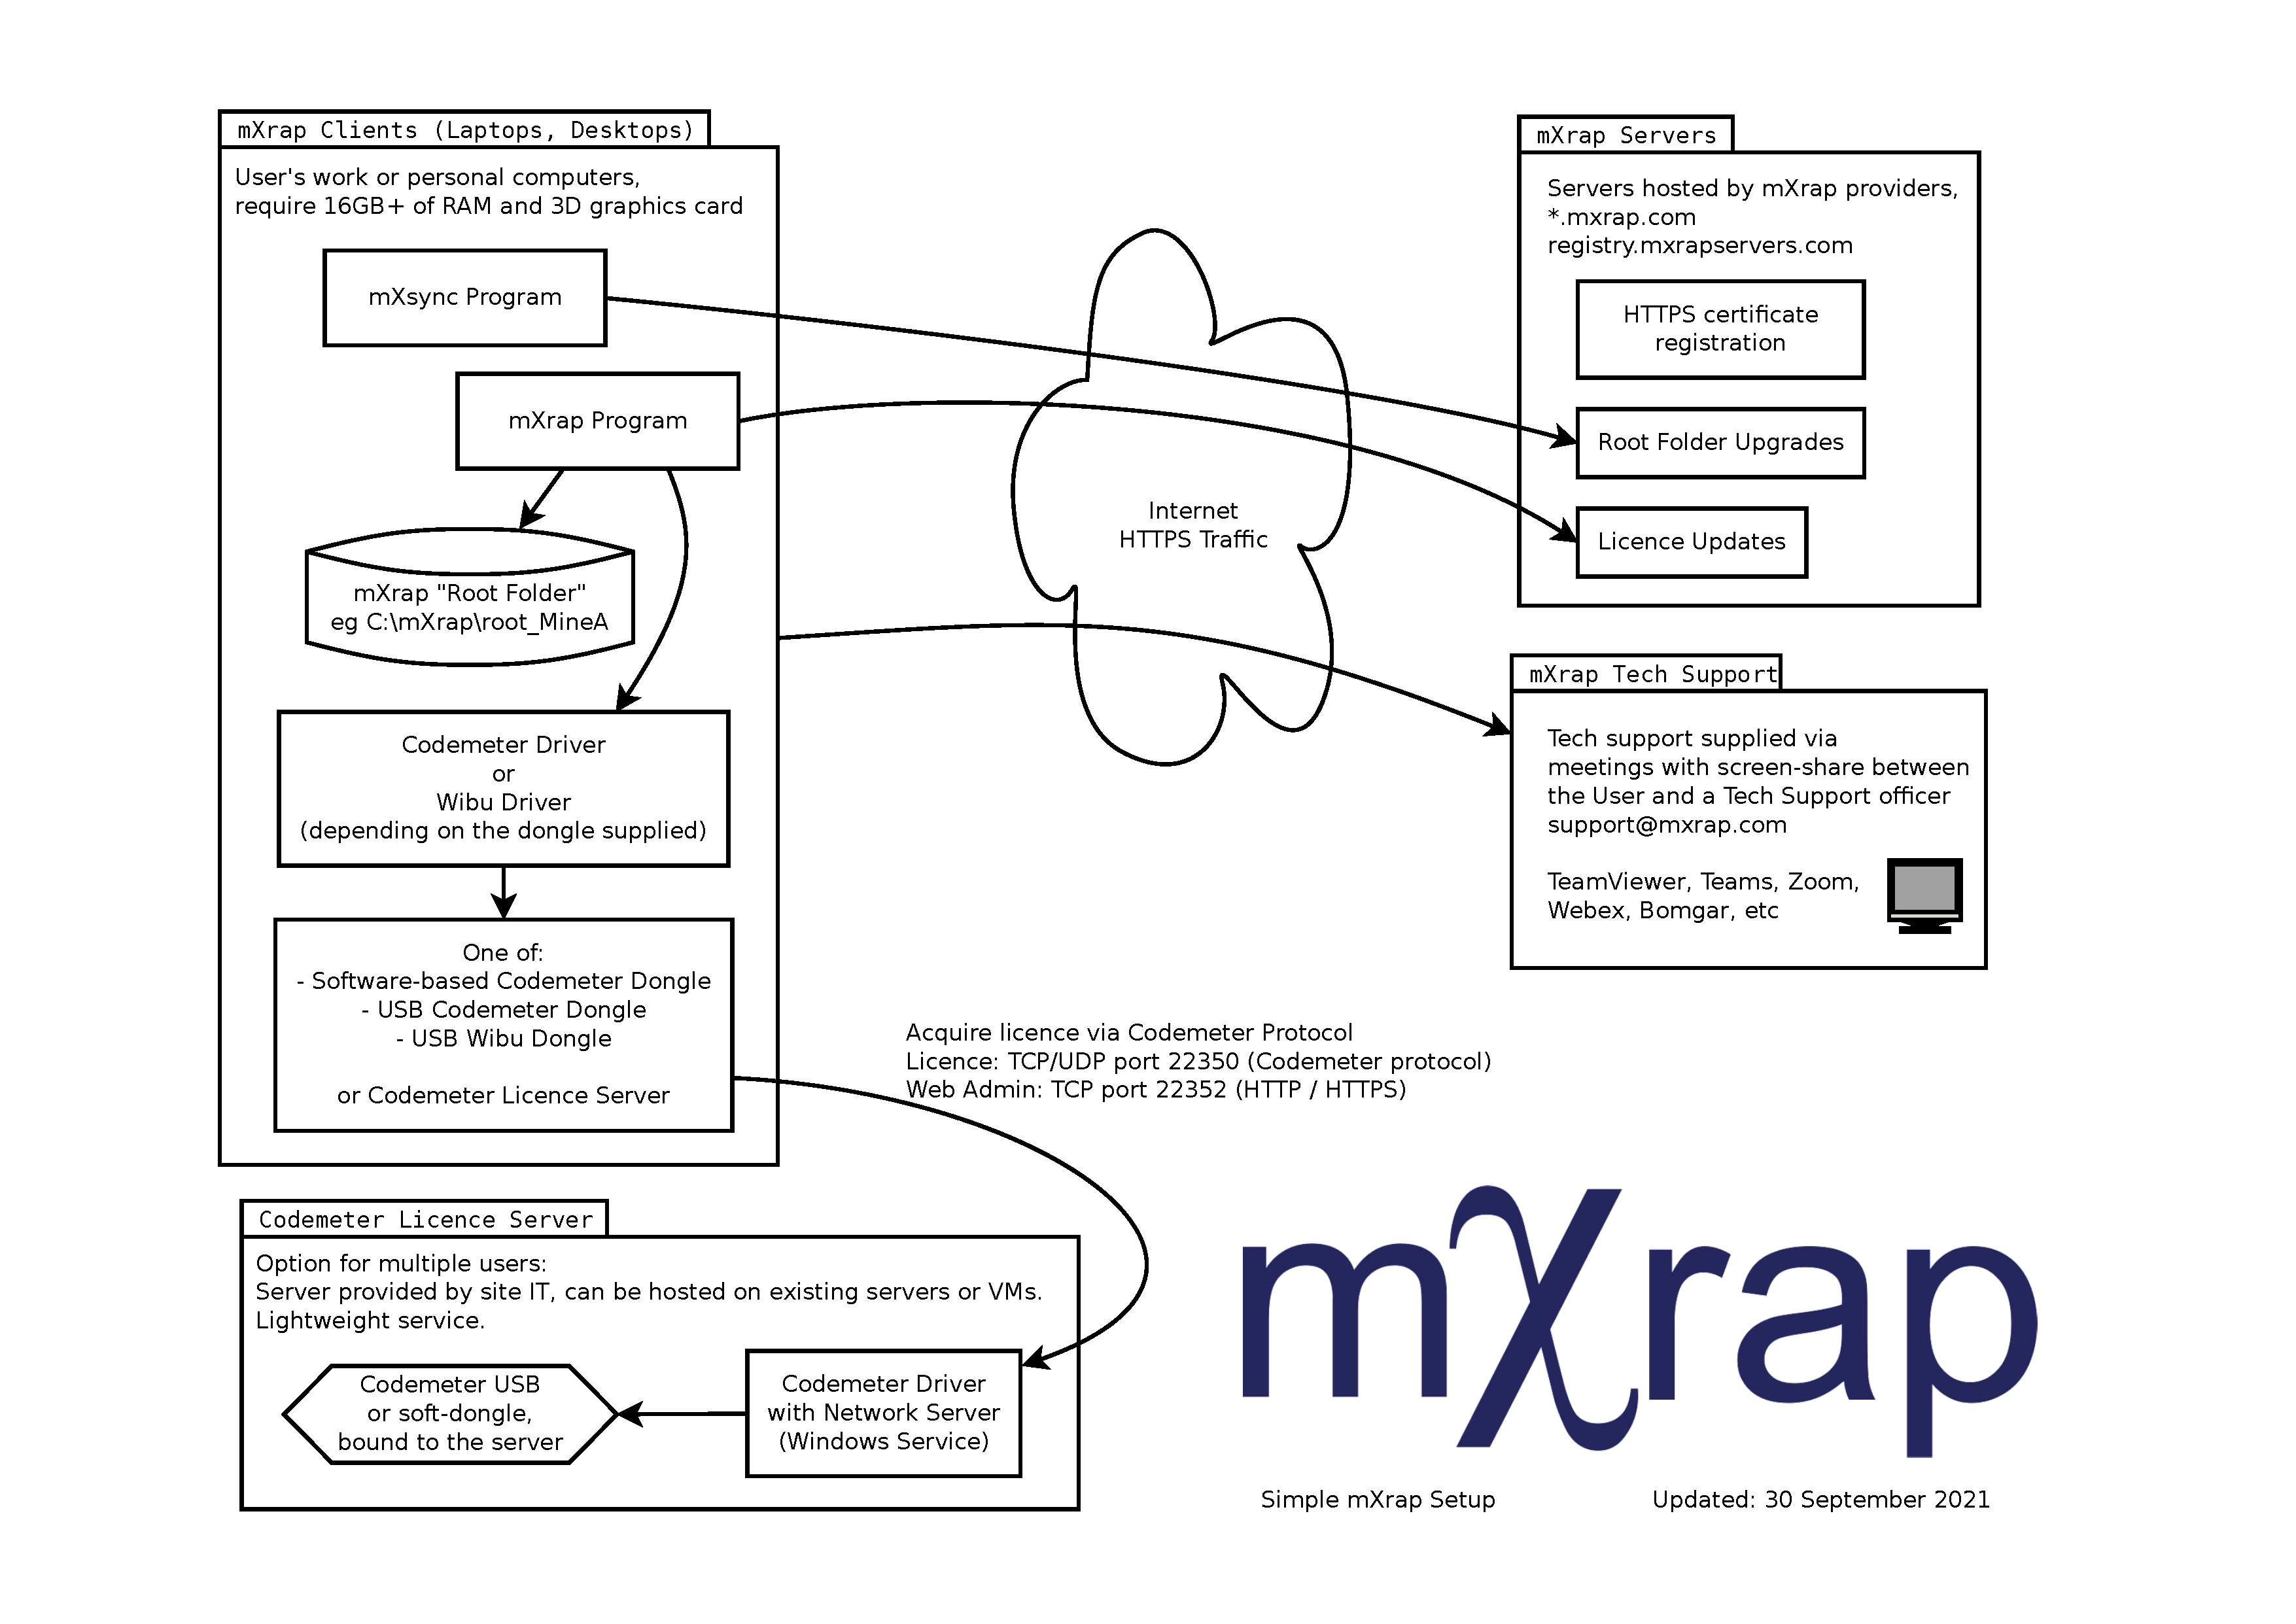 mXrap Clients (Laptops, Desktops)
User's work or personal computers,
require 16GB+ of RAM and 3D graphics card
mXsync Program
mXrap Program
mXrap "Root Folder"
eg C:\mXrap\root_MineA
Codemeter Driver
or
Wibu Driver
(depending on the dongle supplied)
One of:
- Software-based Codemeter Dongle
- USB Codemeter Dongle
- USB Wibu Dongle
or Codemeter Licence Server
Internet
HTTPS Traffic
mXrap Servers
Servers hosted by mXrap providers,
*.mxrap.com
registry.mxrapservers.com
HTTPS certificate
registration
Root Folder Upgrades
Licence Updates
mXrap Tech Support
Tech support supplied via
meetings with screen-share between
the User and a Tech Support officer
support@mxrap.com
TeamViewer, Teams, Zoom,
Webex, Bomgar, etc
Acquire licence via Codemeter Protocol
Licence: TCP/UDP port 22350 (Codemeter protocol)
Web Admin: TCP port 22352 (HTTP / HTTPS)
Codemeter Licence Server
Option for multiple users:
Server provided by site IT, can be hosted on existing servers or VMs.
Lightweight service.
Codemeter USB
or soft-dongle,
bound to the server
Codemeter Driver
with Network Server
(Windows Service)
mXrap
Simple mXrap Setup
Updated: 30 September 2021